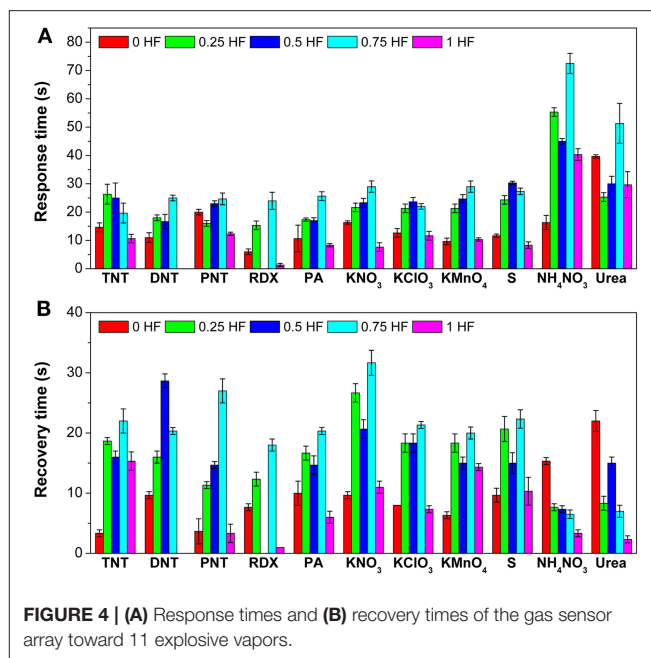 A
0 HF 0.25 HF 0.5 HF 0.75 HF 1 HF
Response time (s)
80
70
60
50
40
30
20
10
0
TNT DNT PNT RDX PA KNO₃ KClO₃ KMnO₄ S NH₄NO₃ Urea
B
0 HF 0.25 HF 0.5 HF 0.75 HF 1 HF
Recovery time (s)
40
30
20
10
0
TNT DNT PNT RDX PA KNO₃ KClO₃ KMnO₄ S NH₄NO₃ Urea
FIGURE 4 | (A) Response times and (B) recovery times of the gas sensor
array toward 11 explosive vapors.